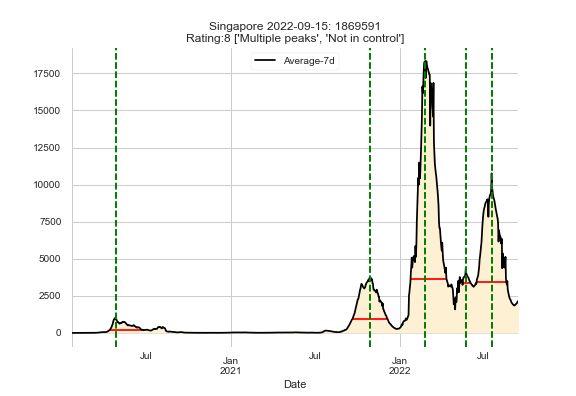 Singapore 2022-09-15: 1869591
Rating:8 ['Multiple peaks', 'Not in control']
Average-7d
17500
15000
12500
10000
7500
5000
2500
0
Jul
Jan
2021
Jul
Jan
2022
Jul
Date